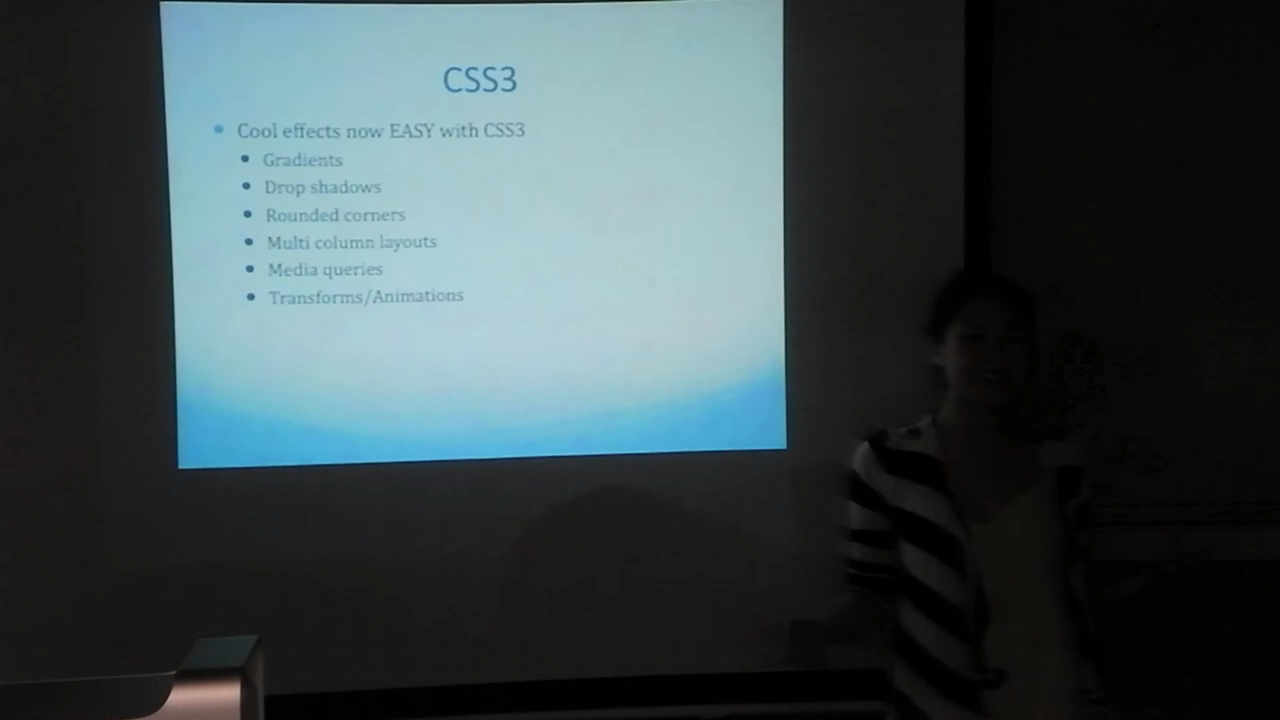 CSS3
Cool effects now EASY with CSS3
Gradients
Drop shadows
Rounded corners
Multi column layouts
Media queries
Transforms/Animations